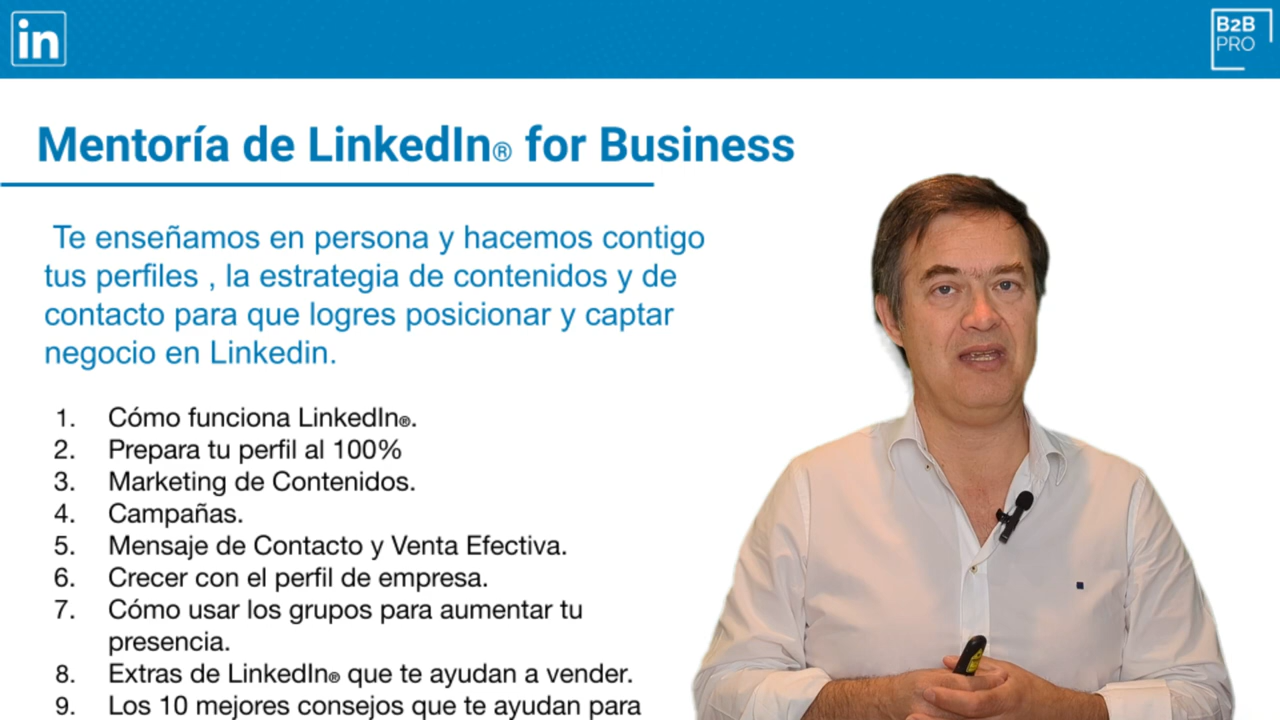 in
B2B
PRO
Mentoría de LinkedIn® for Business
Te enseñamos en persona y hacemos contigo
tus perfiles , la estrategia de contenidos y de
contacto para que logres posicionar y captar
negocio en Linkedin.
1. Cómo funciona LinkedIn®.
2. Prepara tu perfil al 100%
3. Marketing de Contenidos.
4. Campañas.
5. Mensaje de Contacto y Venta Efectiva.
6. Crecer con el perfil de empresa.
7. Cómo usar los grupos para aumentar tu
presencia.
8. Extras de LinkedIn® que te ayudan a vender.
9. Los 10 mejores consejos que te ayudan para